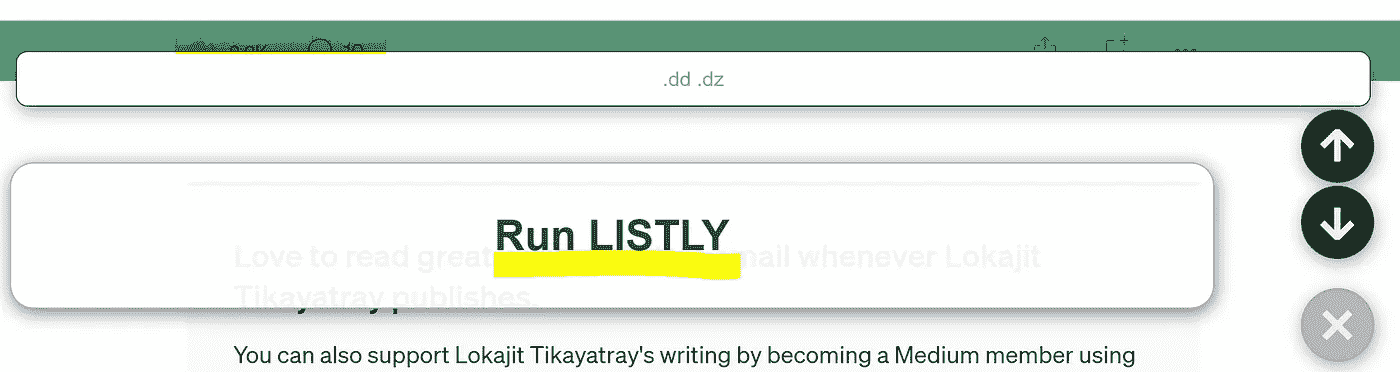 .dd .dz
Run LISTLY
Love to read great mail whenever Lokajit
Tikayatray publishes.
You can also support Lokajit Tikayatray's writing by becoming a Medium member using